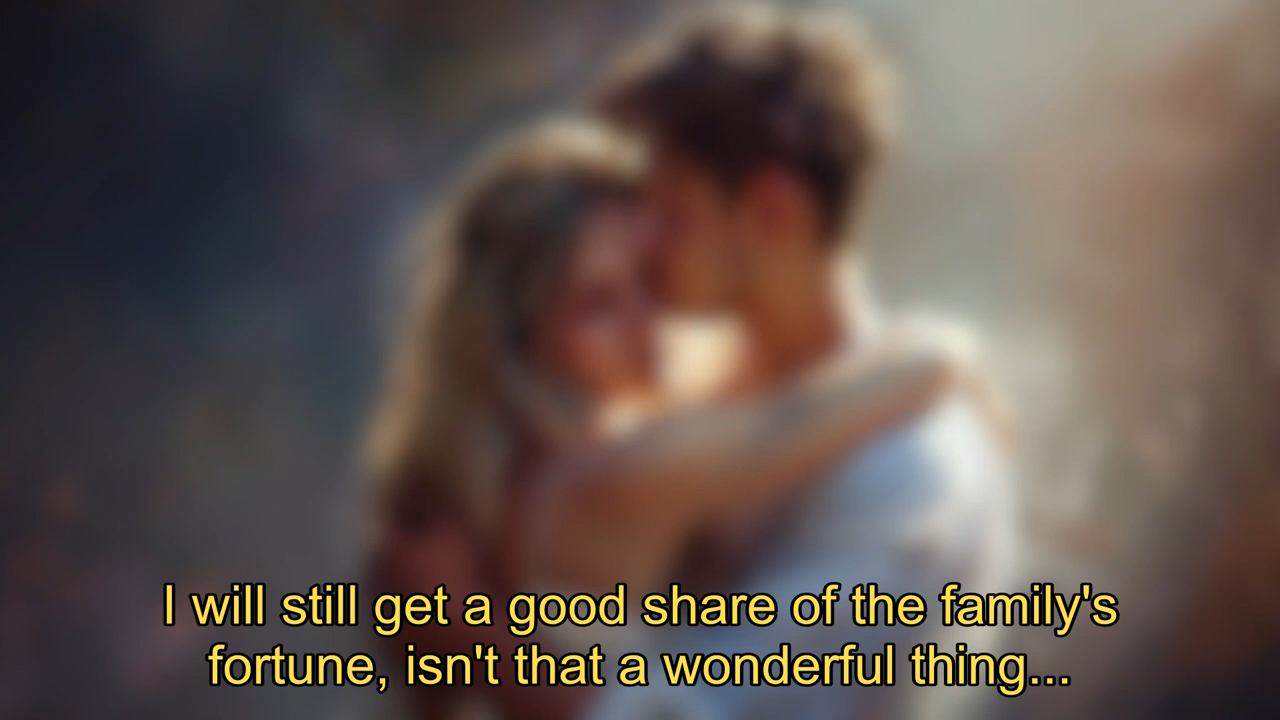 I will still get a good share of the family's
fortune, isn't that a wonderful thing...